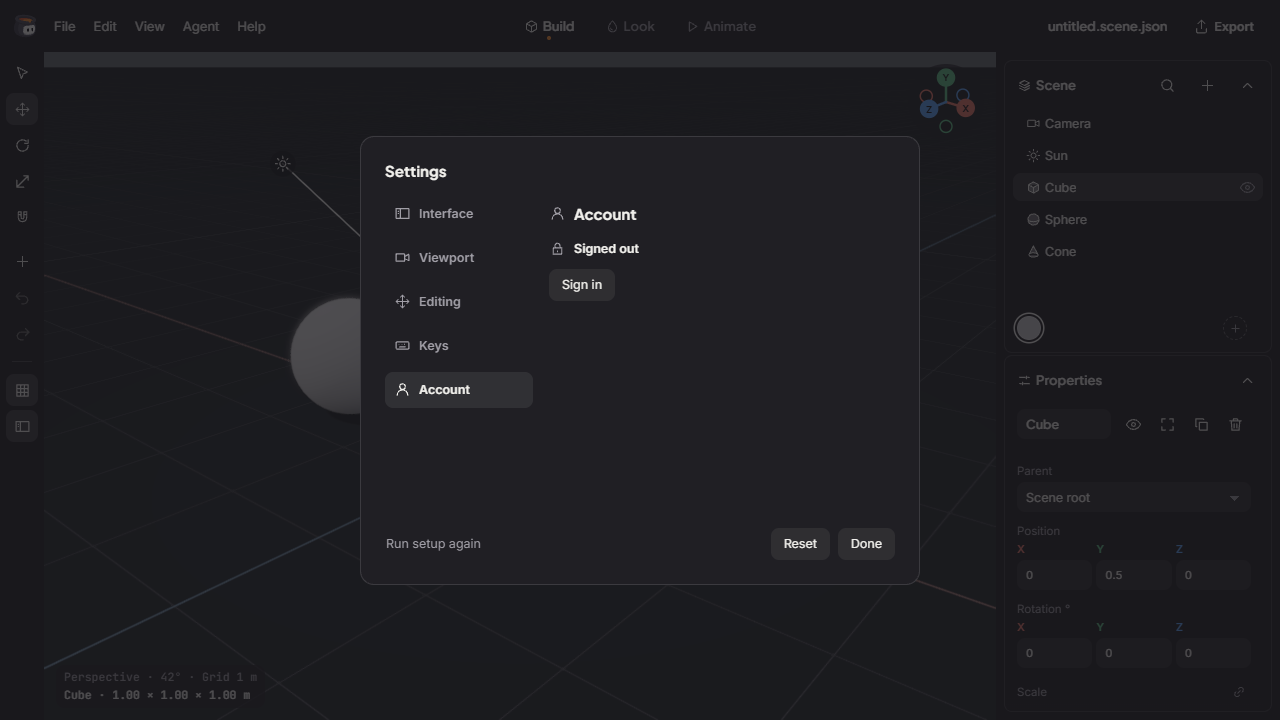 File Edit View Agent Help
Build Look Animate
untitled.scene.json Export
Y
Z X
Scene
Camera
Sun
Cube
Sphere
Cone
Settings
Interface
Viewport
Editing
Keys
Account
Account
Signed out
Sign in
Run setup again
Reset Done
Properties
Cube
Parent
Scene root
Position
X Y Z
0 0.5 0
Rotation *
X Y Z
0 0 0
Scale
Perspective · 42° · Grid 1 m
Cube · 1.00 × 1.00 × 1.00 m